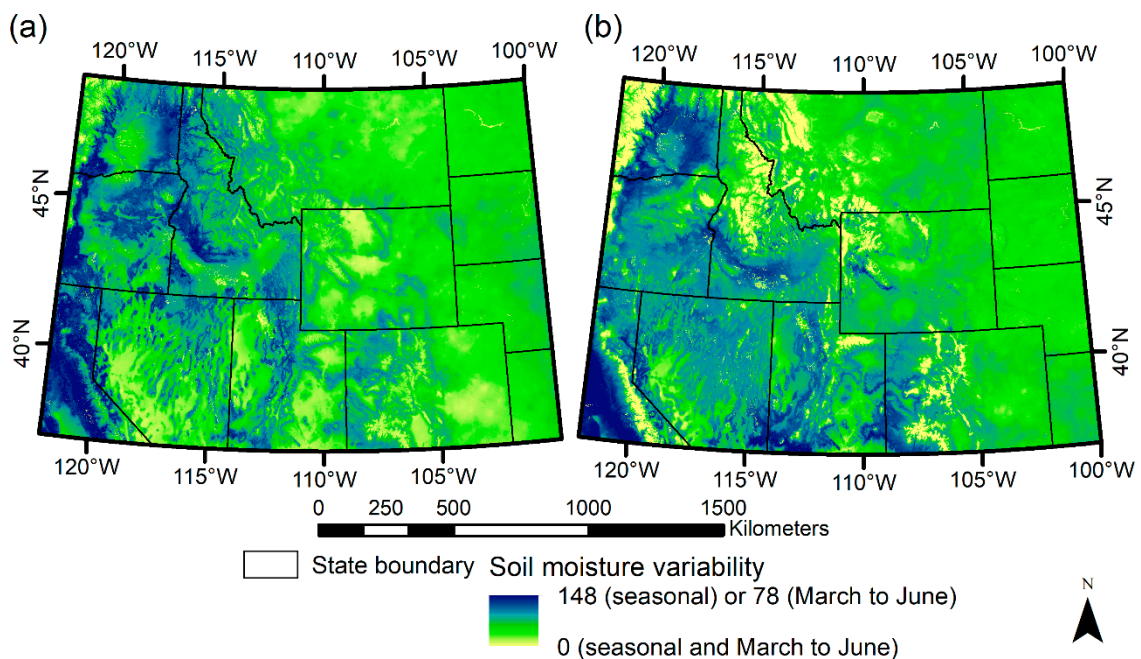 (a) (b)
120°W 115°W 110°W 105°W 100°W 120°W 115°W 110°W 105°W 100°W
45°N 45°N
40°N 40°N
120°W 115°W 110°W 105°W 120°W 115°W 110°W 105°W 100°W
0 250 500 1000 1500
Kilometers
State boundary Soil moisture variability
148 (seasonal) or 78 (March to June)
0 (seasonal and March to June)
N